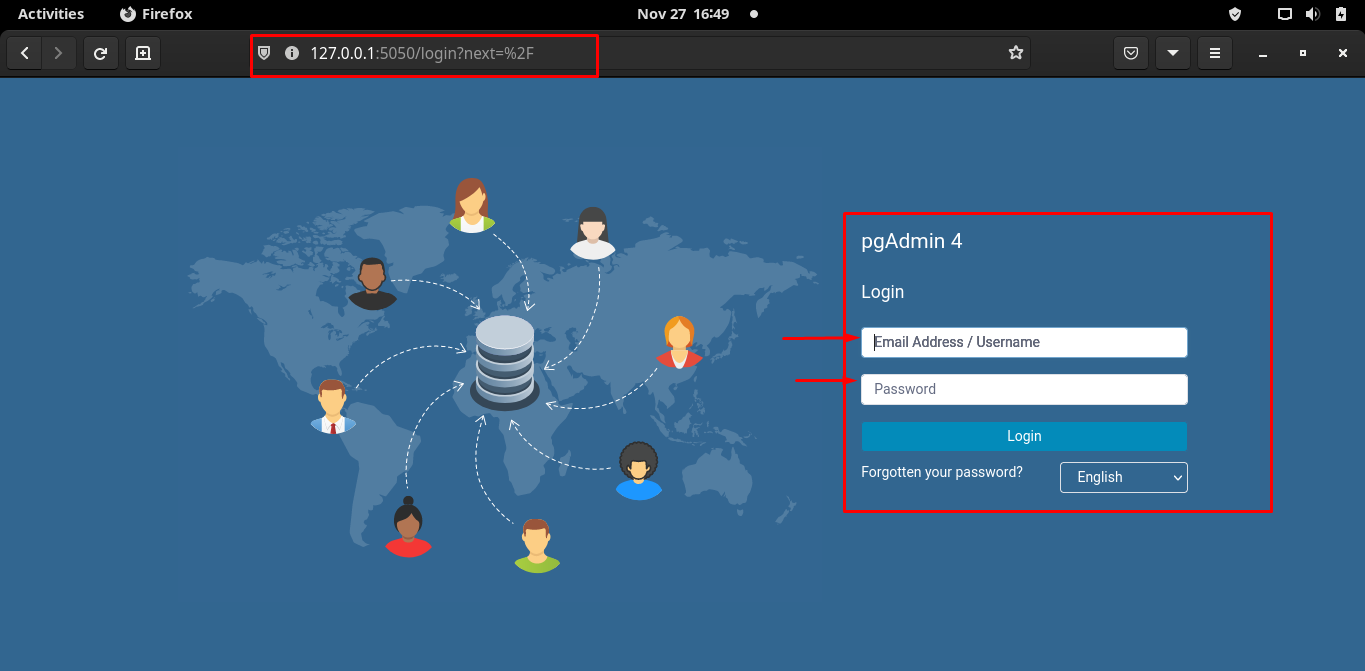 Activities Firefox Nov 27 16:49
127.0.0.1:5050/login?next=%2F
pgAdmin 4
Login
Email Address / Username
Password
Login
Forgotten your password? English